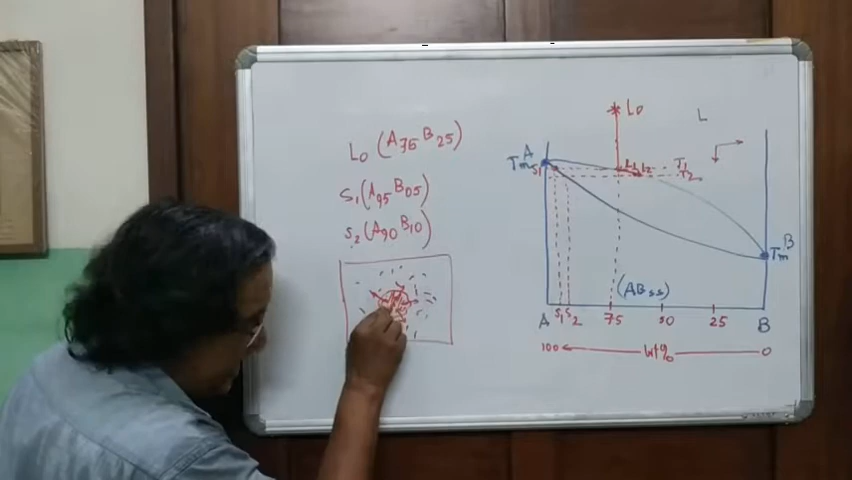 L0 (A75 B25)
S1 (A95 B05)
S2 (A90 B10)
L0
L
TmA
S1
L1 L2
T1
T2
TmB
(ABss)
A S1 S2 75 50 25 B
100 wt% 0